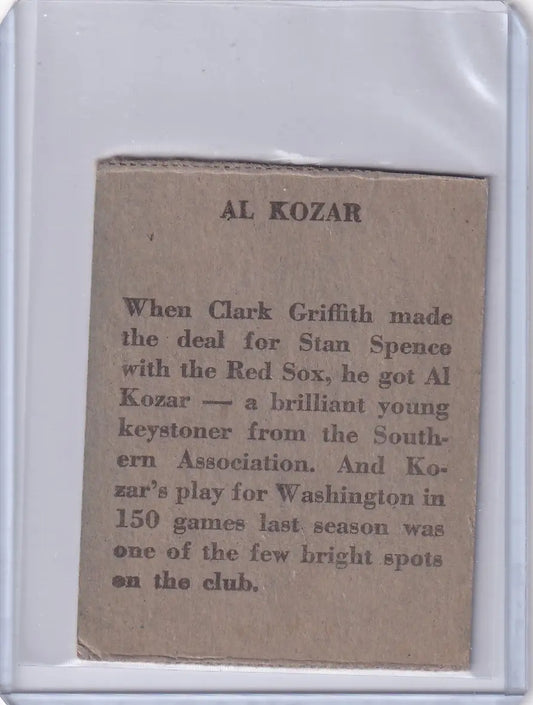 AL KOZAR
When Clark Griffith made
the deal for Stan Spence
with the Red Sox, he got Al
Kozar — a brilliant young
keystoner from the South-
ern Association. And Ko-
zar's play for Washington in
150 games last season was
one of the few bright spots
on the club.